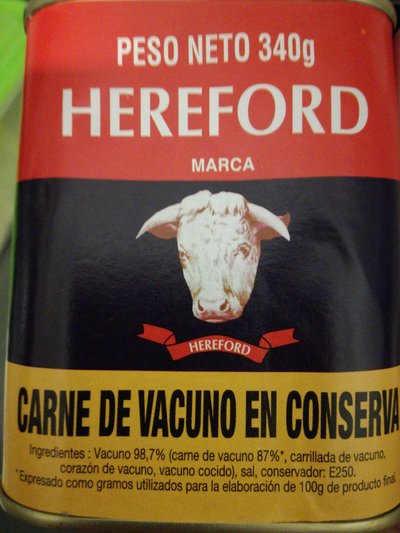 PESO NETO 340g
HEREFORD
MARCA
HEREFORD
CARNE DE VACUNO EN CONSERVA
Ingredientes : Vacuno 98,7% (carne de vacuno 87%*, carrillada de vacuno,
corazón de vacuno, vacuno cocido), sal, conservador: E250.
*Expresado como gramos utilizados para la elaboración de 100g de producto final.